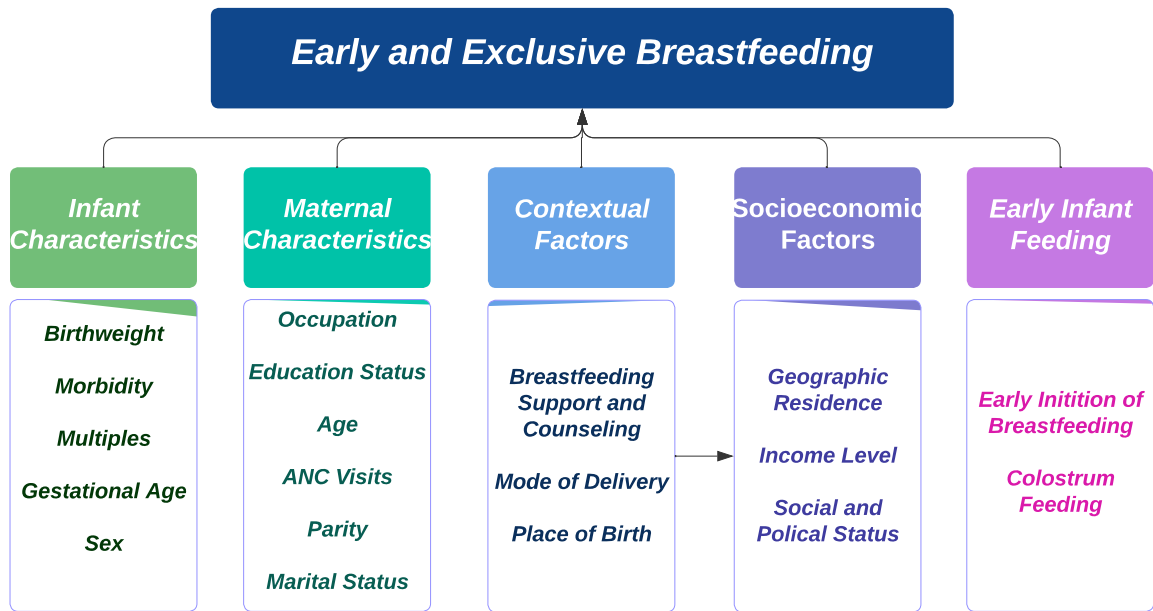 Early and Exclusive Breastfeeding
Infant
Characteristics
Maternal
Characteristics
Contextual
Factors
Socioeconomic
Factors
Early Infant
Feeding
Birthweight
Morbidity
Multiples
Gestational Age
Sex
Occupation
Education Status
Age
ANC Visits
Parity
Marital Status
Breastfeeding
Support and
Counseling
Mode of Delivery
Place of Birth
Geographic
Residence
Income Level
Social and
Polical Status
Early Initition of
Breastfeeding
Colostrum
Feeding